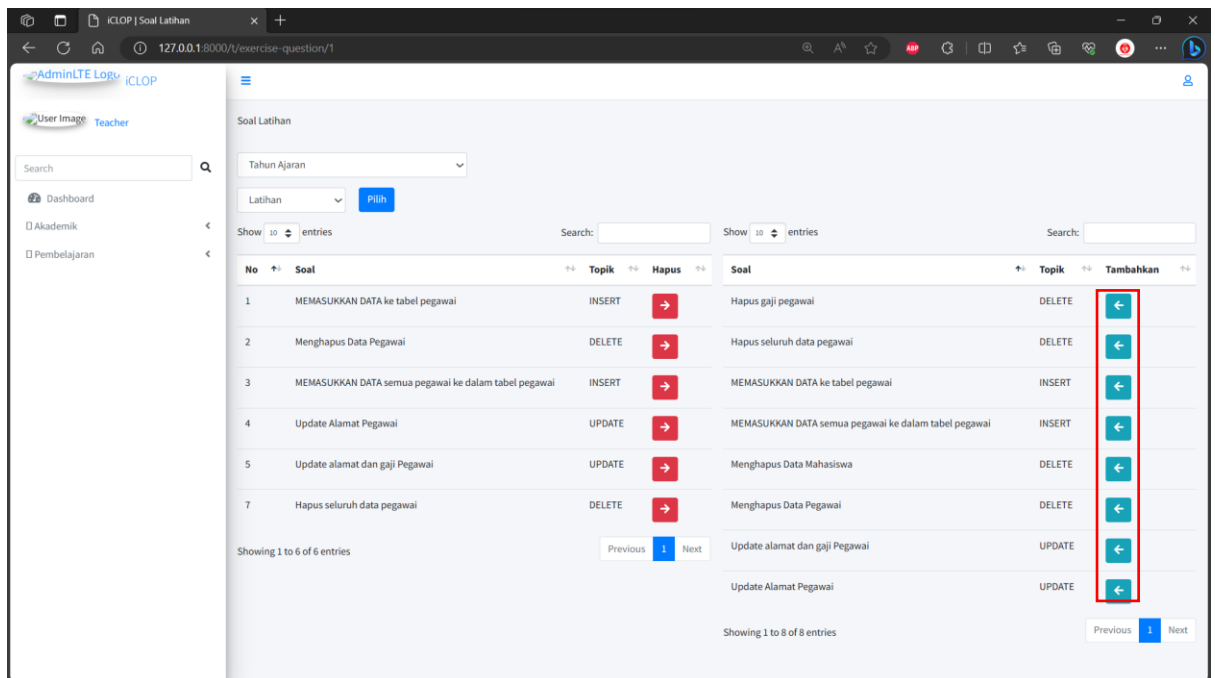 iCLOP | Soal Latihan
127.0.0.1:8000/t/exercise-question/1
AdminLTE Logo iCLOP
User Image Teacher
Search
Dashboard
Akademik
Pembelajaran
Soal Latihan
Tahun Ajaran
Latihan Pilih
Show 10 entries Search:
No Soal Topik Hapus
1 MEMASUKKAN DATA ke tabel pegawai INSERT
2 Menghapus Data Pegawai DELETE
3 MEMASUKKAN DATA semua pegawai ke dalam tabel pegawai INSERT
4 Update Alamat Pegawai UPDATE
5 Update alamat dan gaji Pegawai UPDATE
7 Hapus seluruh data pegawai DELETE
Showing 1 to 6 of 6 entries Previous 1 Next
Show 10 entries Search:
Soal Topik Tambahkan
Hapus gaji pegawai DELETE
Hapus seluruh data pegawai DELETE
MEMASUKKAN DATA ke tabel pegawai INSERT
MEMASUKKAN DATA semua pegawai ke dalam tabel pegawai INSERT
Menghapus Data Mahasiswa DELETE
Menghapus Data Pegawai DELETE
Update alamat dan gaji Pegawai UPDATE
Update Alamat Pegawai UPDATE
Showing 1 to 8 of 8 entries Previous 1 Next